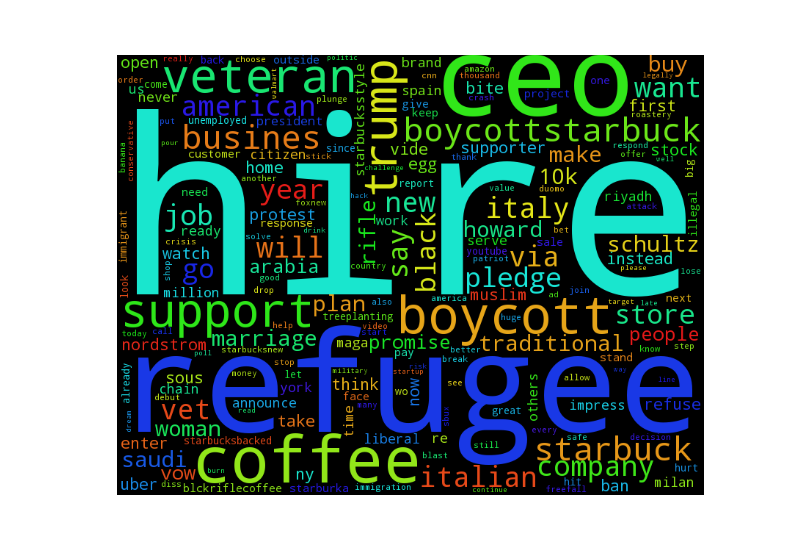 hire
refugee
ceo
coffee
boycott
support
veteran
trump
boycottstarbuck
american
busines
want
buy
starbuck
company
italian
italy
store
pledge
traditional
schultz
howard
black
new
say
rifle
job
year
will
go
plan
promise
marriage
woman
vet
saudi
vow
via
make
10k
people
instead
muslim
stock
first
supporter
bite
brand
spain
vide
egg
open
us
never
come
back
really
order
conservative
put
unemployed
president
since
customer
citizen
stick
home
need
another
ready
protest
foxnew
response
crisis
solve
drink
watch
arabia
good
country
shop
million
drop
immigrant
look
banana
pour
choose
outside
politic
walmart
plunge
challenge
hack
starbucksstyle
cnn
amazon
thousand
give
keep
crash
project
one
legally
roastery
respond
offer
well
thank
big
illegal
riyadh
attack
duomo
value
report
work
serve
sale
bet
youtube
patriot
please
lose
america
ad
join
target
late
next
huge
treeplanting
also
video
start
help
today
call
nordstrom
maga
pay
better
break
step
know
stand
poll
starbucksnew
stop
military
risk
startup
see
allow
think
let
york
money
sous
chain
already
debut
announce
read
many
face
time
take
now
wo
others
great
impress
refuse
say
line
dream
enter
starbucksbacked
liberal
re
still
every
safe
decision
uber
diss
burn
ny
blckriflecoffee
starburka
immigration
blast
continue
hit
freefall
ban
hurt
milan